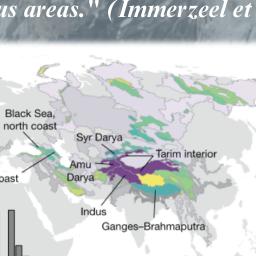 us areas." (Immerzeel et
Black Sea,
north coast
Syr Darya
Tarim interior
Amu
Darya
oast
Indus
Ganges–Brahmaputra